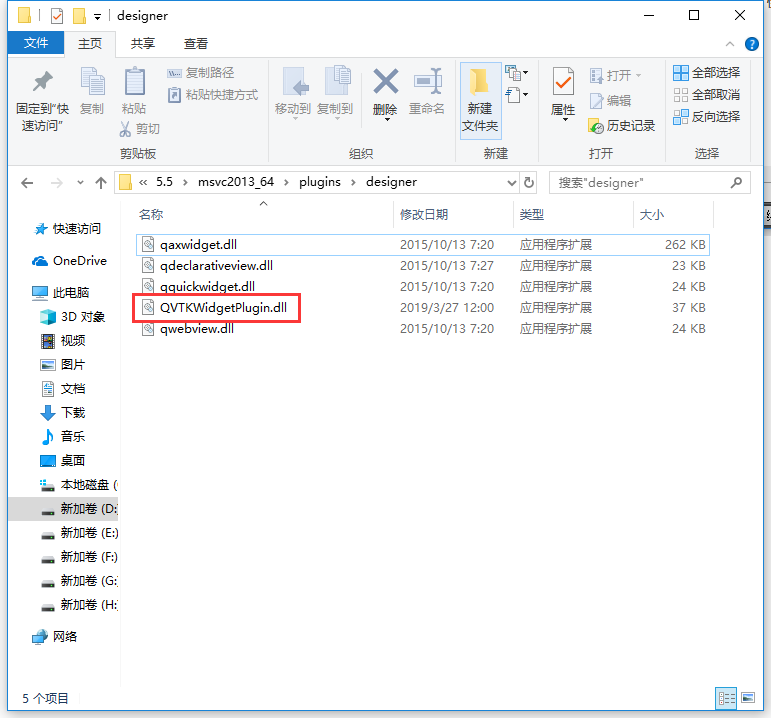 designer
文件 主页 共享 查看
固定到"快速访问"
复制
粘贴
复制路径
粘贴快捷方式
剪切
剪贴板
移动到
复制到
删除
重命名
组织
新建
文件夹
新建
属性
打开
编辑
历史记录
打开
全部选择
全部取消
反向选择
选择
« 5.5 > msvc2013_64 > plugins > designer
搜索"designer"
名称 修改日期 类型 大小
qaxwidget.dll 2015/10/13 7:20 应用程序扩展 262 KB
qdeclarativeview.dll 2015/10/13 7:27 应用程序扩展 23 KB
qquickwidget.dll 2015/10/13 7:20 应用程序扩展 24 KB
QVTKWidgetPlugin.dll 2019/3/27 12:00 应用程序扩展 37 KB
qwebview.dll 2015/10/13 7:20 应用程序扩展 24 KB
快速访问
OneDrive
此电脑
3D 对象
视频
图片
文档
下载
音乐
桌面
本地磁盘 (
新加卷 (D:
新加卷 (E:)
新加卷 (F:)
新加卷 (G:
新加卷 (H:
网络
5 个项目